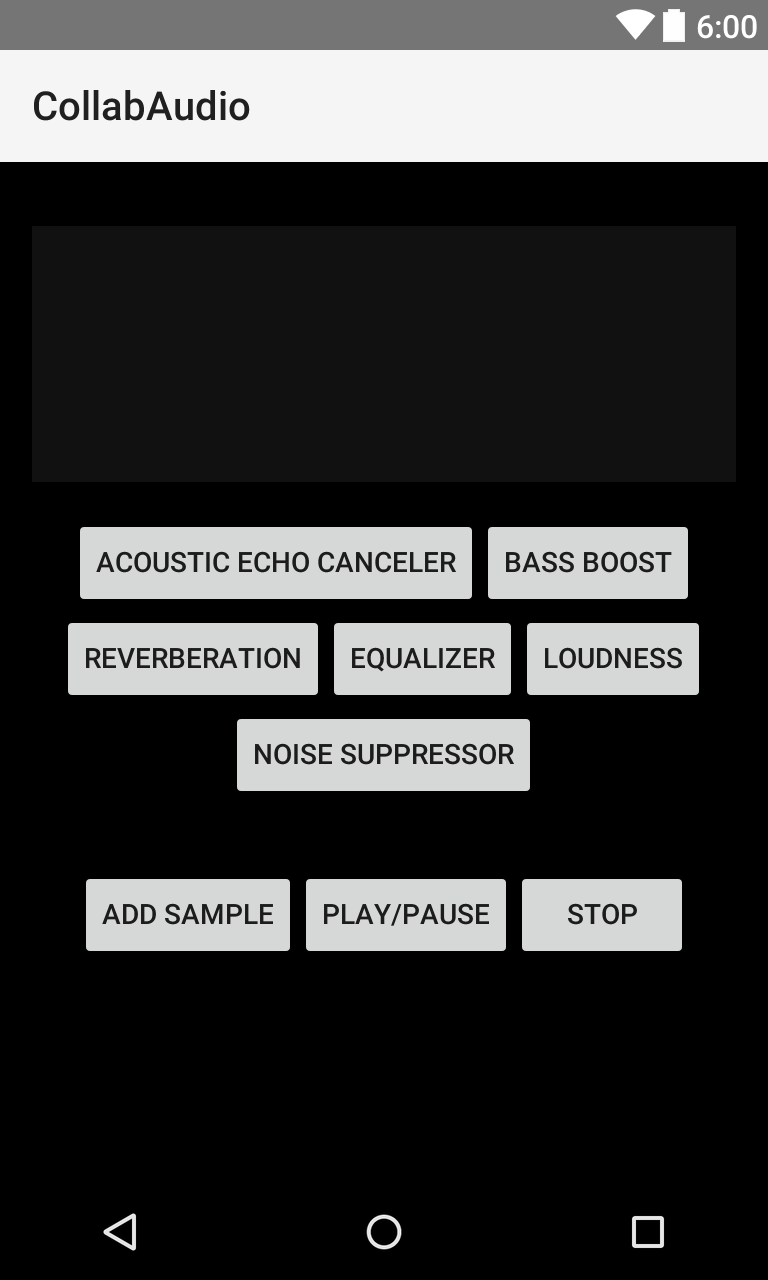 6:00
CollabAudio
ACOUSTIC ECHO CANCELER BASS BOOST
REVERBERATION EQUALIZER LOUDNESS
NOISE SUPPRESSOR
ADD SAMPLE PLAY/PAUSE STOP